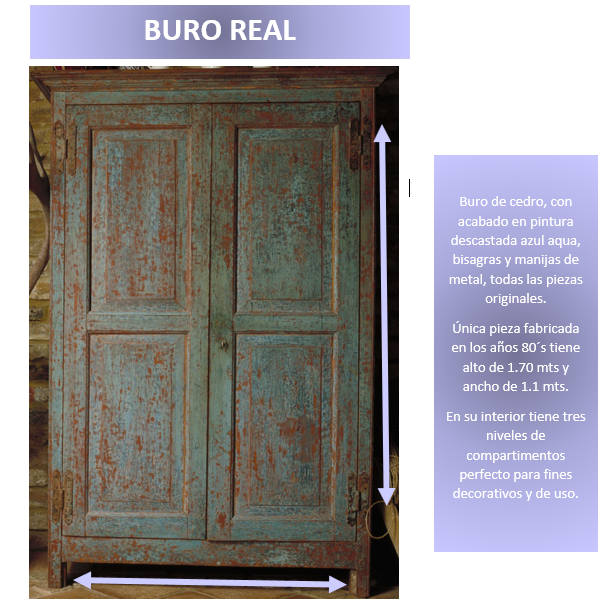 BURO REAL
Buro de cedro, con
acabado en pintura
descastada azul aqua,
bisagras y manijas de
metal, todas las piezas
originales.
Única pieza fabricada
en los años 80´s tiene
alto de 1.70 mts y
ancho de 1.1 mts.
En su interior tiene tres
niveles de
compartimentos
perfecto para fines
decorativos y de uso.